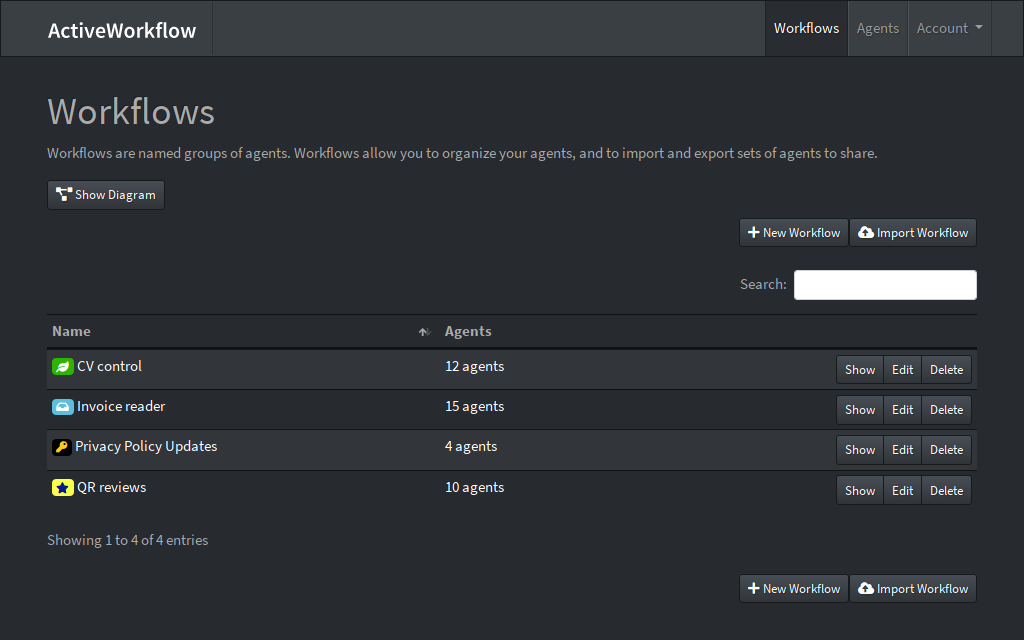 ActiveWorkflow Workflows Agents Account
Workflows
Workflows are named groups of agents. Workflows allow you to organize your agents, and to import and export sets of agents to share.
Show Diagram
New Workflow Import Workflow
Search:
Name Agents
CV control 12 agents Show Edit Delete
Invoice reader 15 agents Show Edit Delete
Privacy Policy Updates 4 agents Show Edit Delete
QR reviews 10 agents Show Edit Delete
Showing 1 to 4 of 4 entries
New Workflow Import Workflow